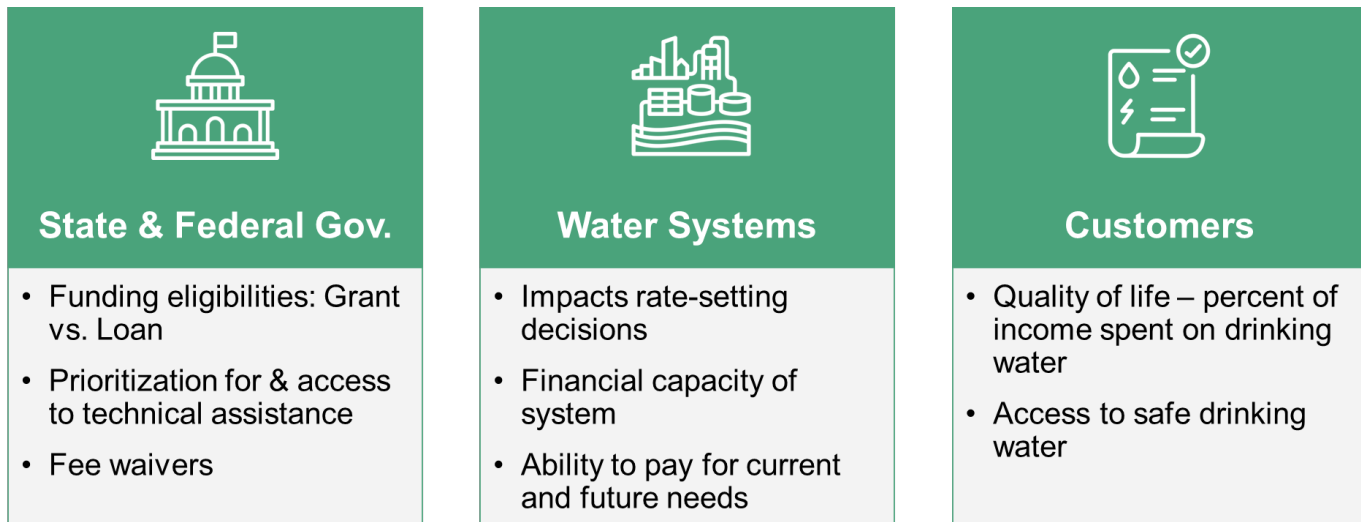 State & Federal Gov.
• Funding eligibilities: Grant
vs. Loan
• Prioritization for & access
to technical assistance
• Fee waivers
Water Systems
• Impacts rate-setting
decisions
• Financial capacity of
system
• Ability to pay for current
and future needs
Customers
• Quality of life – percent of
income spent on drinking
water
• Access to safe drinking
water